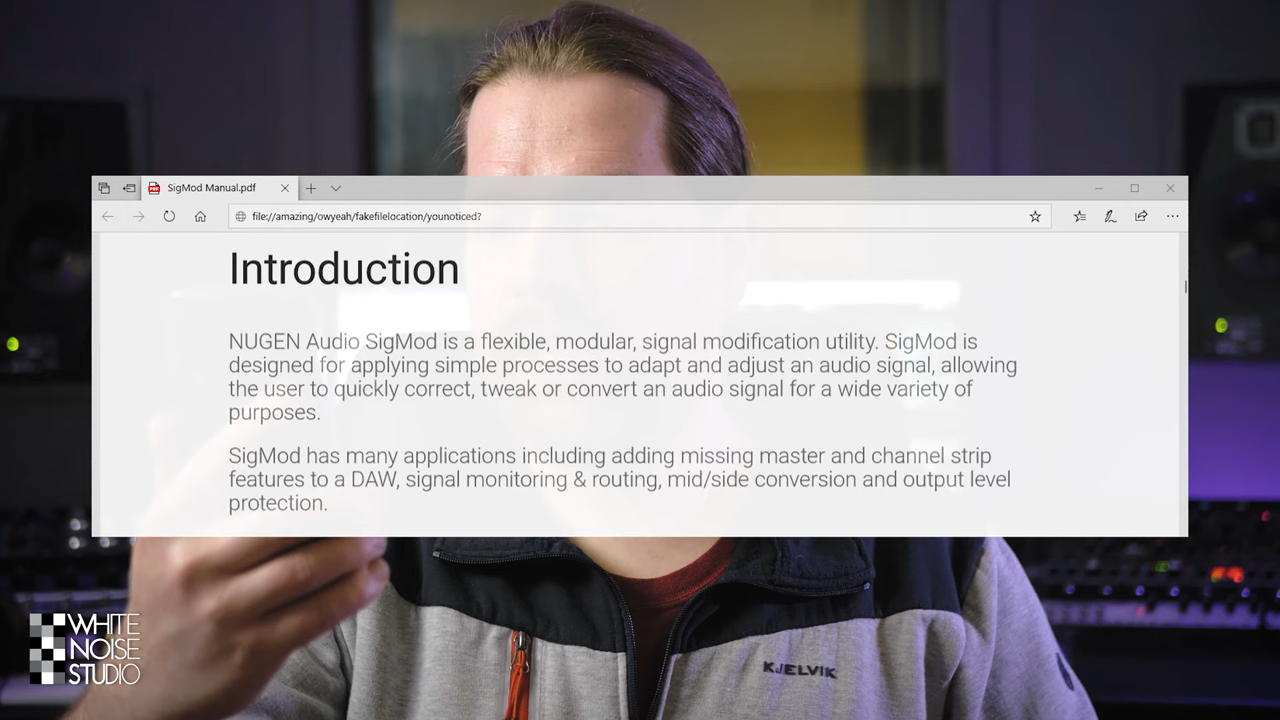 SigMod Manual.pdf
file://amazing/owyeah/fakefilelocation/younoticed?
Introduction
NUGEN Audio SigMod is a flexible, modular, signal modification utility. SigMod is
designed for applying simple processes to adapt and adjust an audio signal, allowing
the user to quickly correct, tweak or convert an audio signal for a wide variety of
purposes.
SigMod has many applications including adding missing master and channel strip
features to a DAW, signal monitoring & routing, mid/side conversion and output level
protection.
WHITE
NOISE
STUDIO
KJELVIK